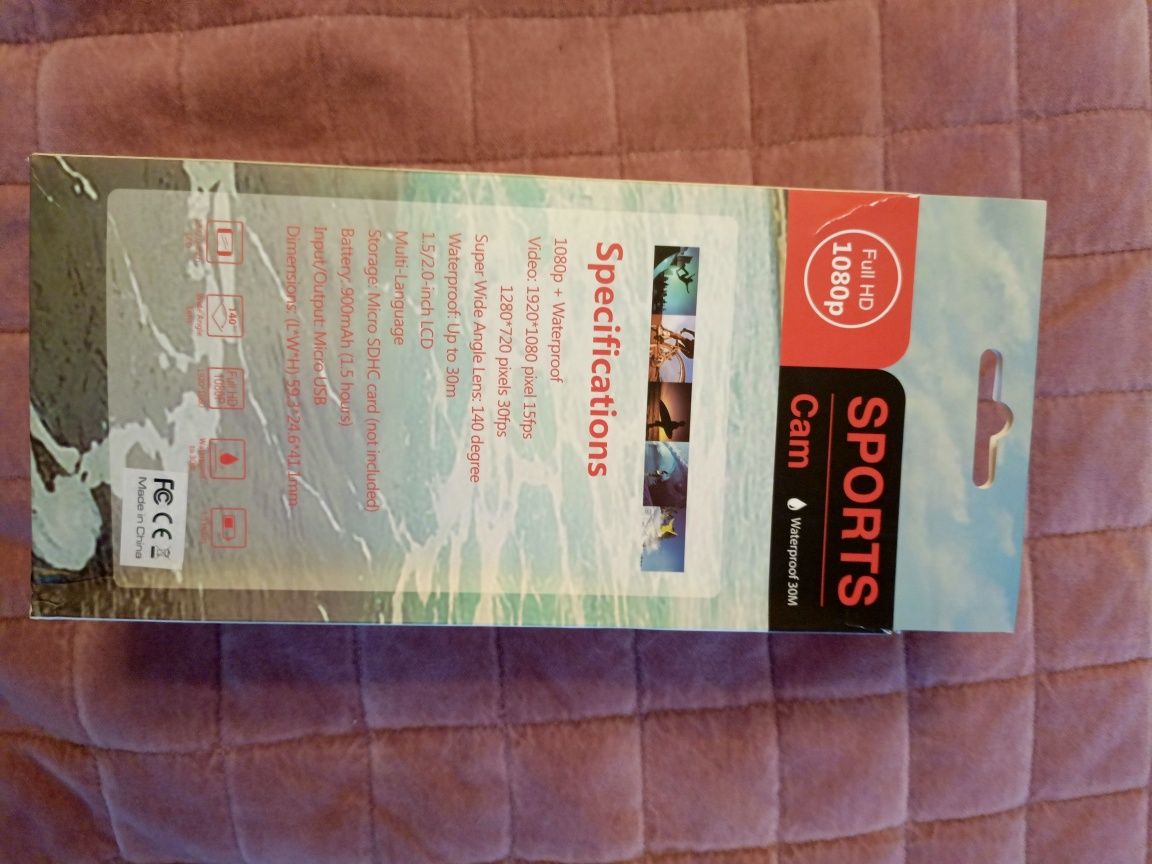 Full HD
1080p
SPORTS
Cam
Waterproof 30M
Specifications
1080p + Waterproof
Video: 1920*1080 pixel 15fps
1280*720 pixels 30fps
Super Wide Angle Lens: 140 degree
Waterproof: Up to 30m
1.5/2.0-inch LCD
Multi-Language
Storage: Micro SDHC card (not included)
Battery: 900mAh (1.5 hours)
Input/Output: Micro USB
Dimensions: (L*W*H) 59.2*24.6*41.1mm
140°
Full HD
1080P
FC CE
Made in China